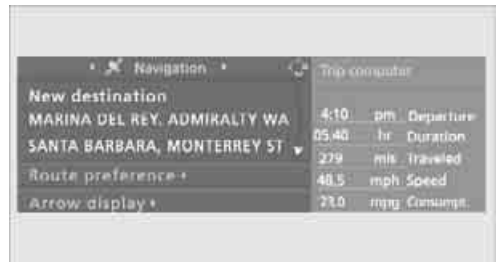 Navigation
New destination
MARINA DEL REY, ADMIRALTY WA
SANTA BARBARA, MONTERREY ST
Route preference
Arrow display
Trip computer
4:10 pm Departure
05.40 hr Duration
279 mls Traveled
48.5 mph Speed
23.0 mpg Consumpt.